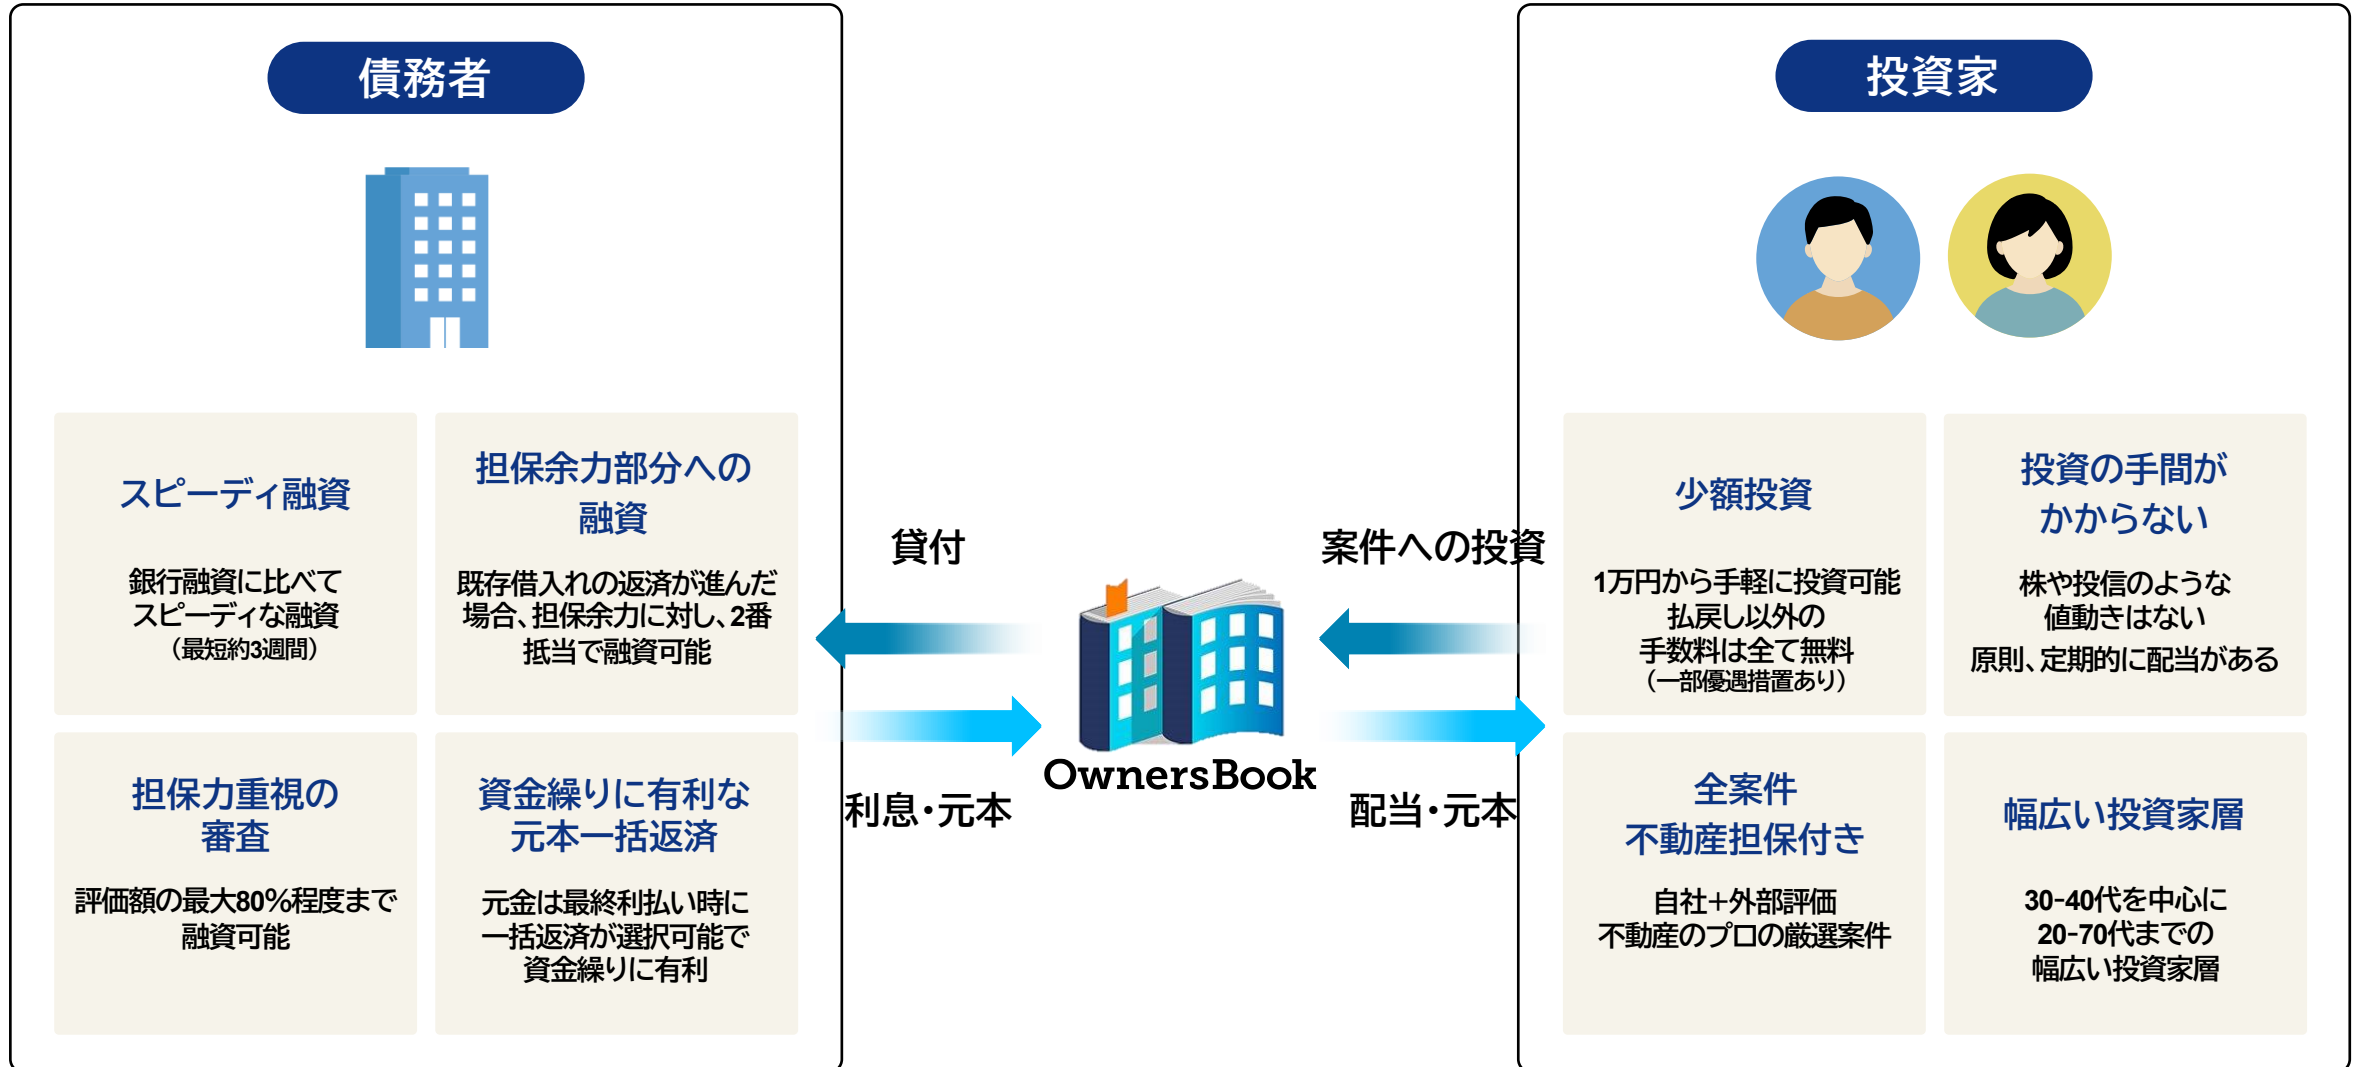 債務者
スピーディ融資
銀行融資に比べて
スピーディな融資
（最短約3週間）
担保余力部分への
融資
既存借入れの返済が進んだ
場合、担保余力に対し、2番
抵当で融資可能
担保力重視の
審査
評価額の最大80%程度まで
融資可能
資金繰りに有利な
元本一括返済
元金は最終利払い時に
一括返済が選択可能で
資金繰りに有利
貸付
利息・元本
OwnersBook
案件への投資
配当・元本
投資家
少額投資
1万円から手軽に投資可能
払戻し以外の
手数料は全て無料
（一部優遇措置あり）
投資の手間が
かからない
株や投信のような
値動きはない
原則、定期的に配当がある
全案件
不動産担保付き
自社＋外部評価
不動産のプロの厳選案件
幅広い投資家層
30-40代を中心に
20-70代までの
幅広い投資家層